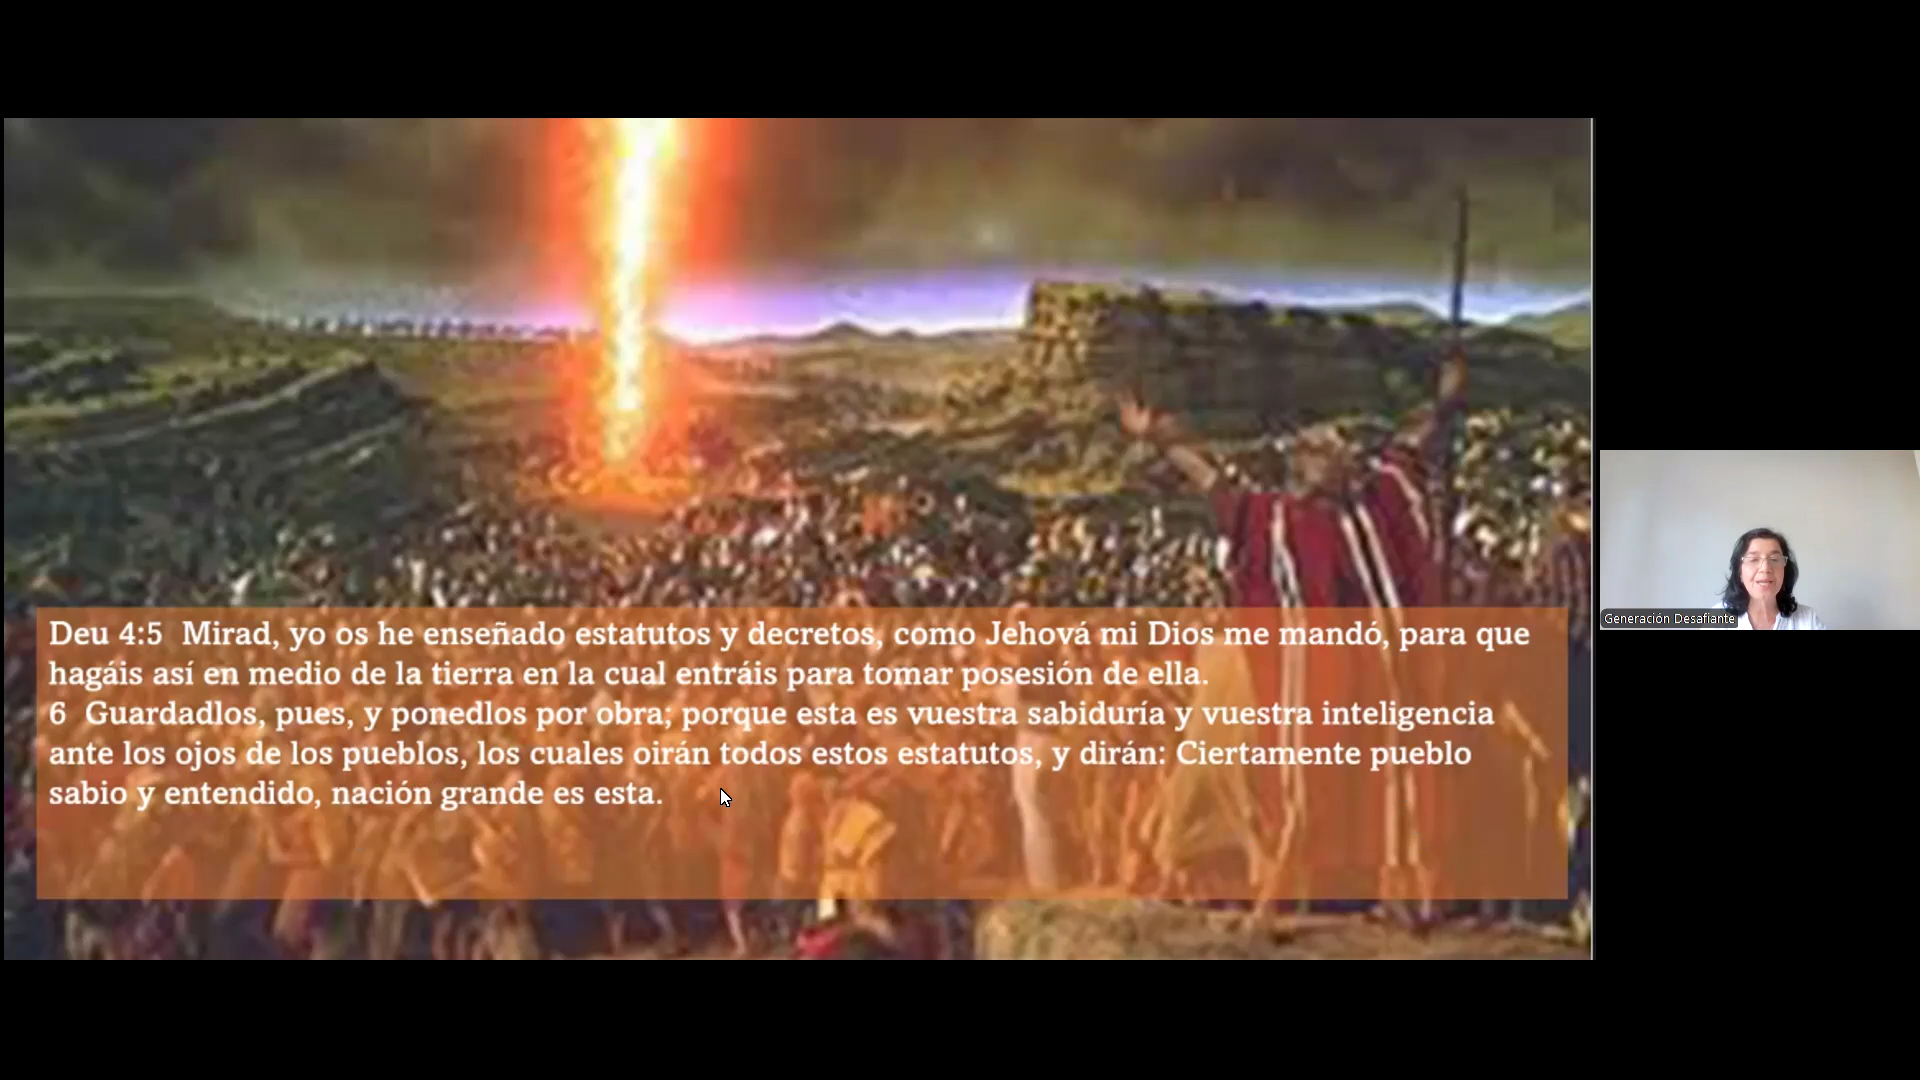 Deu 4:5  Mirad, yo os he enseñado estatutos y decretos, como Jehová mi Dios me mandó, para que
hagáis así en medio de la tierra en la cual entráis para tomar posesión de ella.
6  Guardadlos, pues, y ponedlos por obra; porque esta es vuestra sabiduría y vuestra inteligencia
ante los ojos de los pueblos, los cuales oirán todos estos estatutos, y dirán: Ciertamente pueblo
sabio y entendido, nación grande es esta.
Generación Desafiante